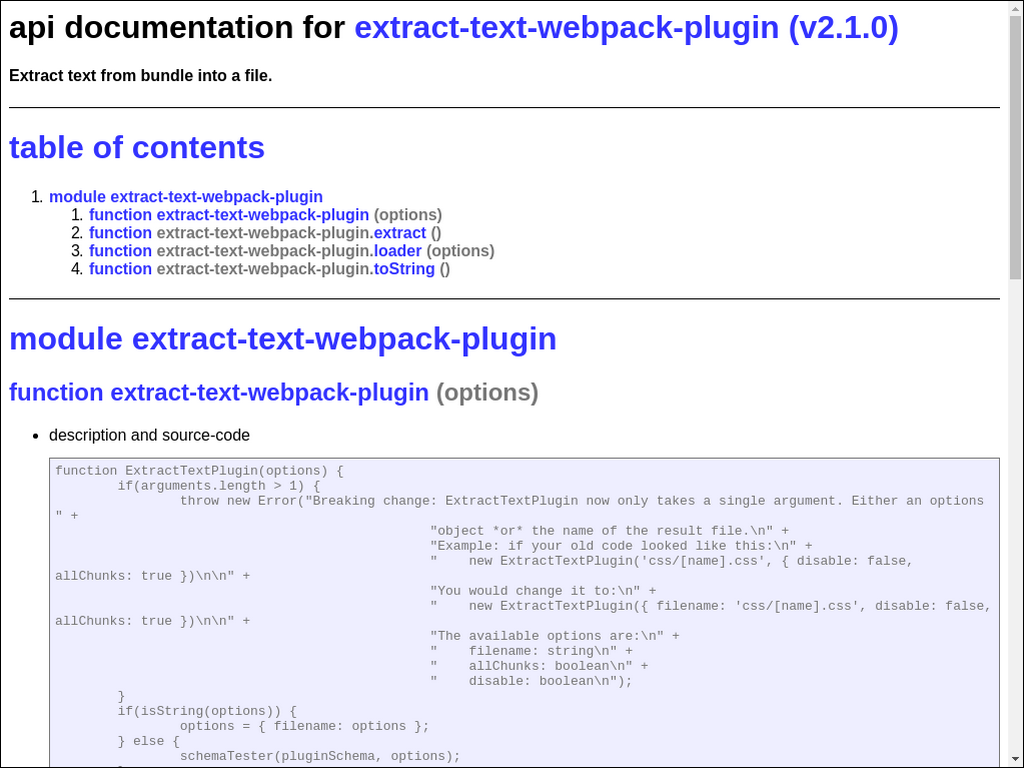 api documentation for extract-text-webpack-plugin (v2.1.0)
Extract text from bundle into a file.
table of contents
1. module extract-text-webpack-plugin
1. function extract-text-webpack-plugin (options)
2. function extract-text-webpack-plugin.extract ()
3. function extract-text-webpack-plugin.loader (options)
4. function extract-text-webpack-plugin.toString ()
module extract-text-webpack-plugin
function extract-text-webpack-plugin (options)
• description and source-code
function ExtractTextPlugin(options) {
if(arguments.length > 1) {
throw new Error("Breaking change: ExtractTextPlugin now only takes a single argument. Either an options
" +
"object *or* the name of the result file.\n" +
"Example: if your old code looked like this:\n" +
"    new ExtractTextPlugin('css/[name].css', { disable: false,
allChunks: true })\n\n" +
"You would change it to:\n" +
"    new ExtractTextPlugin({ filename: 'css/[name].css', disable: false,
allChunks: true })\n\n" +
"The available options are:\n" +
"    filename: string\n" +
"    allChunks: boolean\n" +
"    disable: boolean\n");
}
if(isString(options)) {
options = { filename: options };
} else {
schemaTester(pluginSchema, options);